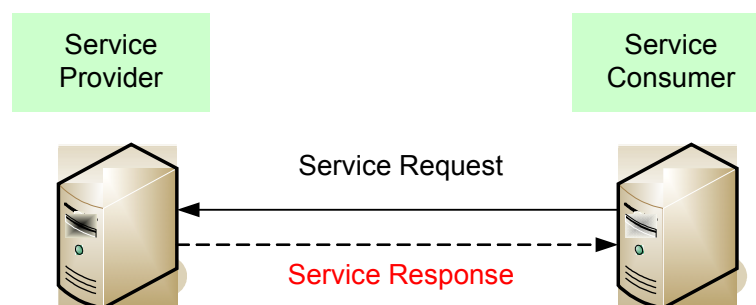 Service
Provider
Service
Consumer
Service Request
Service Response